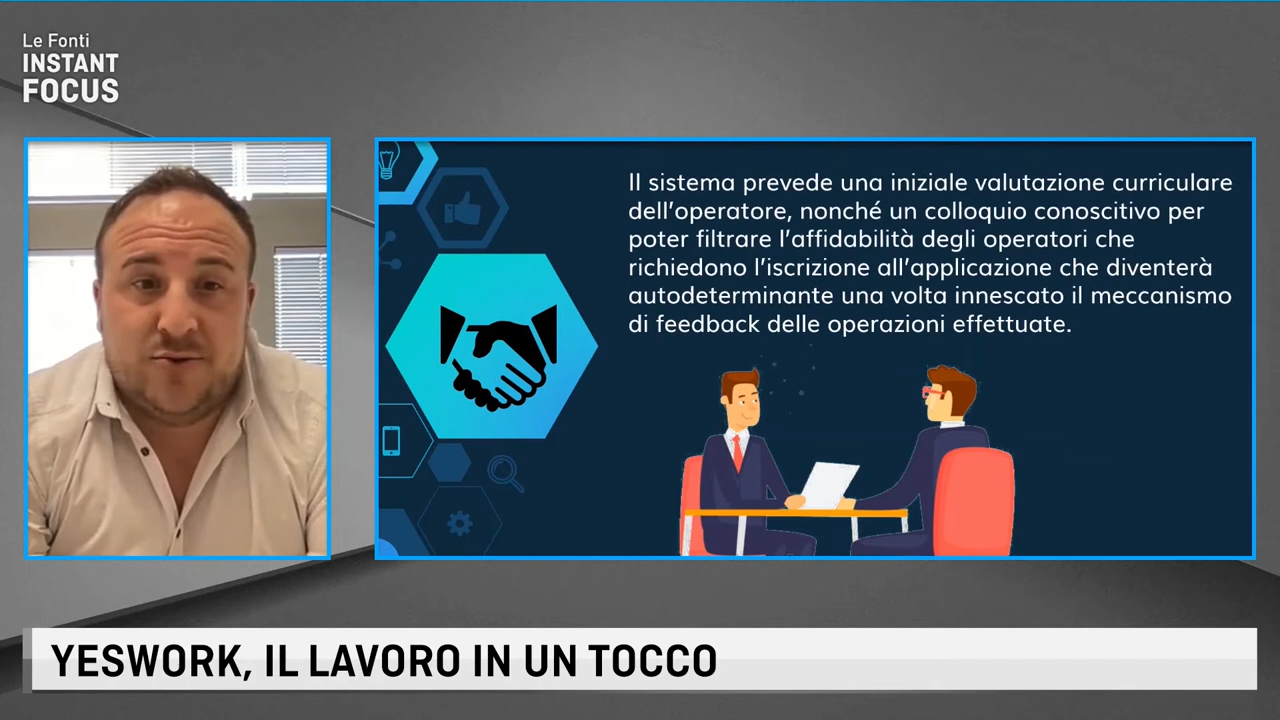 Le Fonti
INSTANT
FOCUS
Il sistema prevede una iniziale valutazione curriculare
dell'operatore, nonché un colloquio conoscitivo per
poter filtrare l'affidabilità degli operatori che
richiedono l'iscrizione all'applicazione che diventerà
autodeterminante una volta innescato il meccanismo
di feedback delle operazioni effettuate.
YESWORK, IL LAVORO IN UN TOCCO